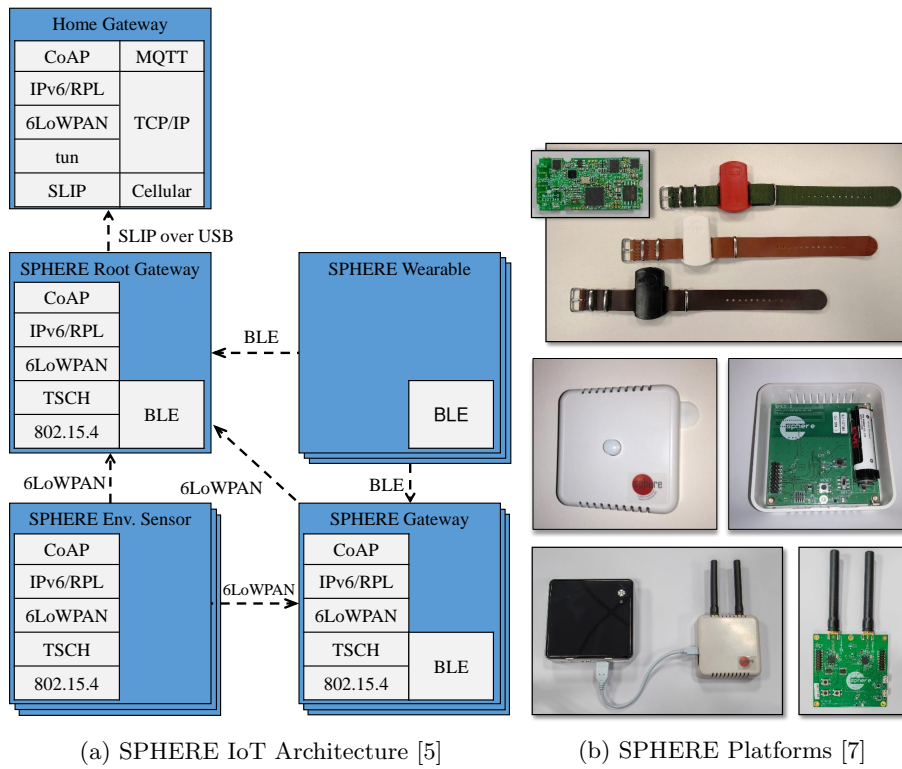 Home Gateway
CoAP
MQTT
IPv6/RPL
6LoWPAN
TCP/IP
tun
SLIP
Cellular
SLIP over USB
SPHERE Root Gateway
CoAP
IPv6/RPL
6LoWPAN
TSCH
802.15.4
BLE
SPHERE Wearable
BLE
BLE
6LoWPAN
6LoWPAN
BLE
SPHERE Env. Sensor
CoAP
IPv6/RPL
6LoWPAN
TSCH
802.15.4
6LoWPAN
SPHERE Gateway
CoAP
IPv6/RPL
6LoWPAN
TSCH
802.15.4
BLE
(a) SPHERE IoT Architecture [5]
sphere
sphere
sphere
(b) SPHERE Platforms [7]